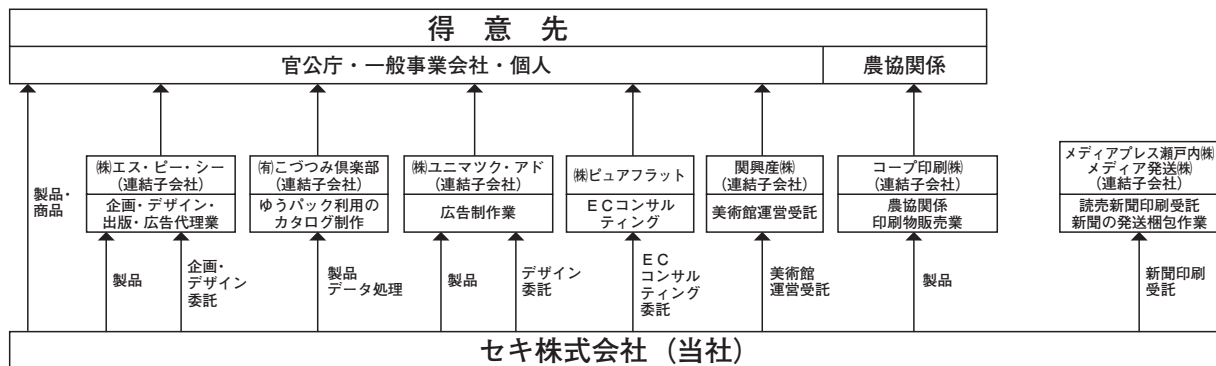 得意先
官公庁・一般事業会社・個人
農協関係
製品・
商品
㈱エス・ピー・シー
(連結子会社)
企画・デザイン・
出版・広告代理業
㈲こづつみ倶楽部
(連結子会社)
ゆうパック利用の
カタログ制作
㈱ユニマツク・アド
(連結子会社)
広告制作業
㈱ピュアフラット
ECコンサル
ティング
関興産㈱
(連結子会社)
美術館運営受託
コープ印刷㈱
(連結子会社)
農協関係
印刷物販売業
メディアプレス瀬戸内㈱
メディア発送㈱
(連結子会社)
読売新聞印刷受託
新聞の発送梱包作業
製品
企画・
デザイン
委託
製品
データ処理
製品
デザイン
委託
EC
コンサル
ティング
委託
美術館
運営受託
製品
新聞印刷
受託
セキ株式会社(当社)